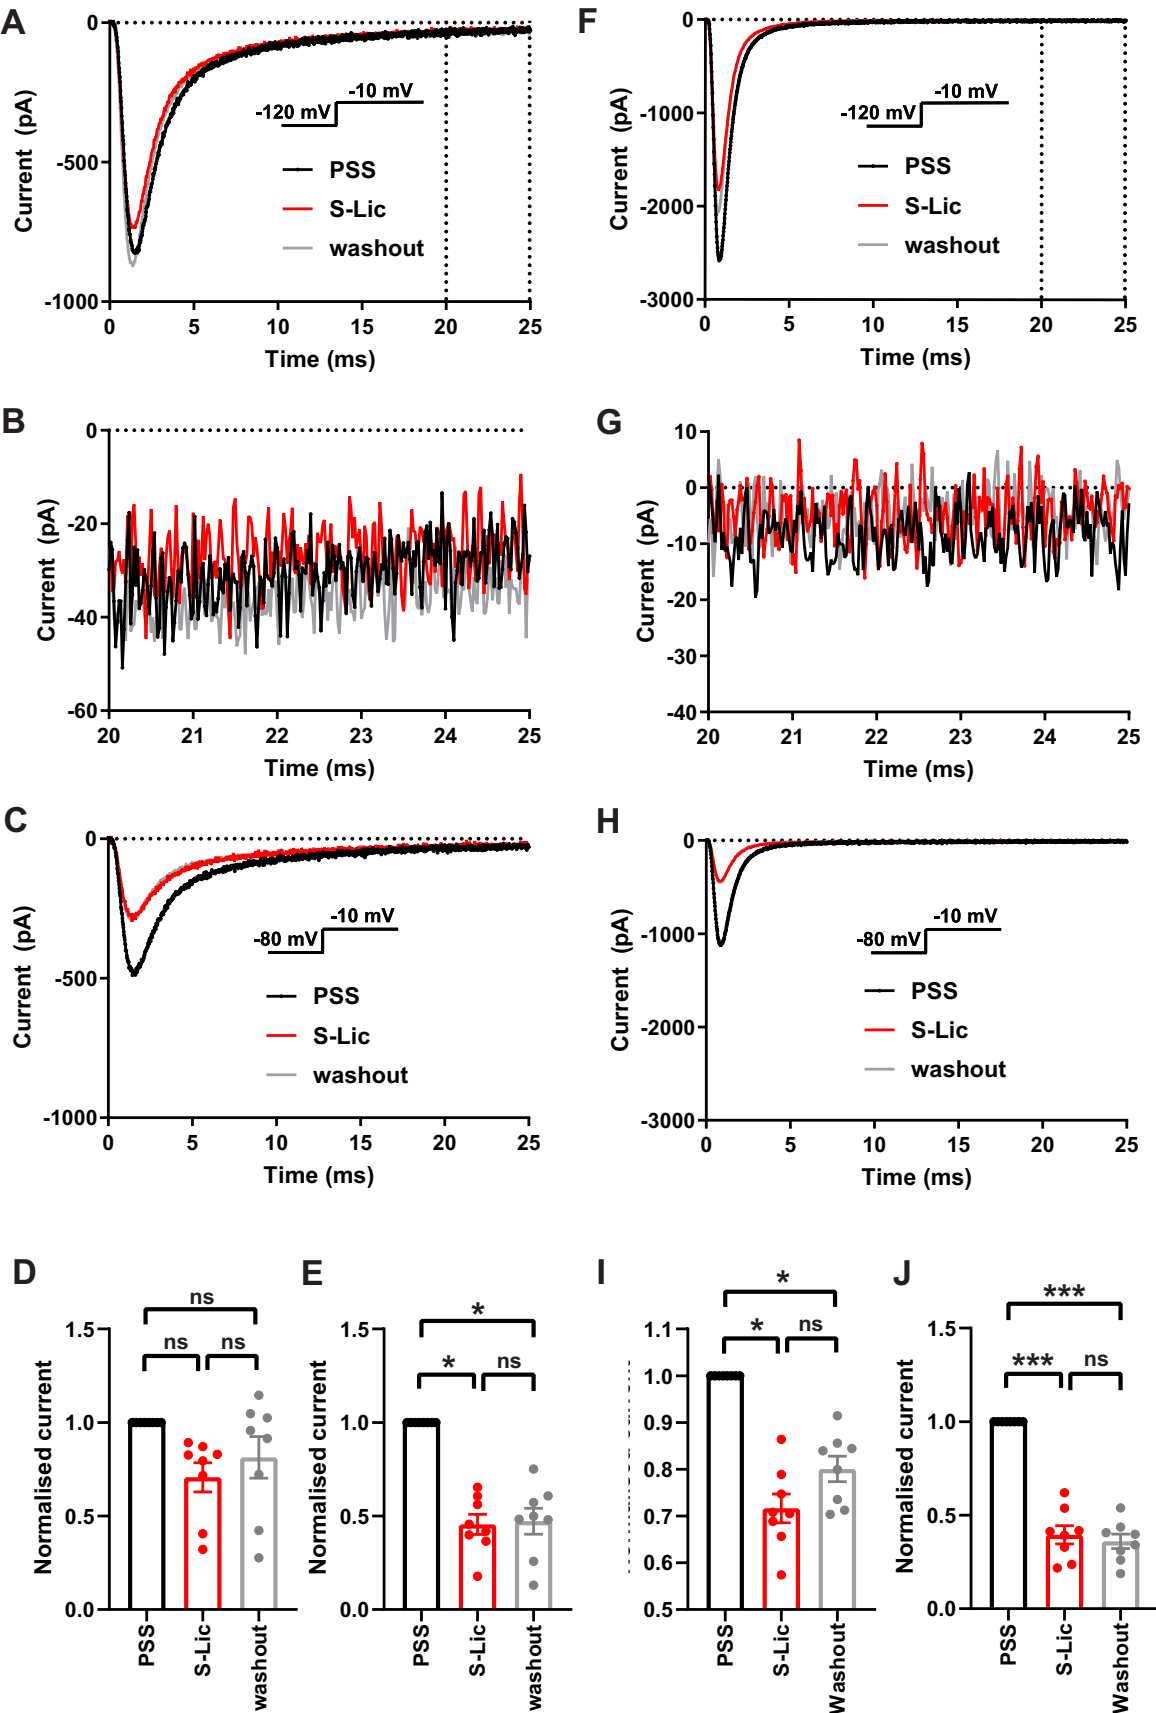 A
Current (pA)
0
-500
-1000
-120 mV
-10 mV
PSS
S-Lic
washout
0 5 10 15 20 25
Time (ms)
F
Current (pA)
0
-1000
-2000
-3000
-120 mV
-10 mV
PSS
S-Lic
washout
0 5 10 15 20 25
Time (ms)
B
Current (pA)
0
-20
-40
-60
20 21 22 23 24 25
Time (ms)
G
Current (pA)
10
0
-10
-20
-30
-40
20 21 22 23 24 25
Time (ms)
C
Current (pA)
0
-500
-1000
-80 mV
-10 mV
PSS
S-Lic
washout
0 5 10 15 20 25
Time (ms)
H
Current (pA)
0
-1000
-2000
-3000
-80 mV
-10 mV
PSS
S-Lic
washout
0 5 10 15 20 25
Time (ms)
D
Normalised current
1.5
1.0
0.5
0.0
ns
ns
ns
PSS
S-Lic
washout
E
Normalised current
1.5
1.0
0.5
0.0
*
*
ns
PSS
S-Lic
washout
I
1.1
1.0
0.9
0.8
0.7
0.6
0.5
*
*
ns
PSS
S-Lic
Washout
J
Normalised current
1.5
1.0
0.5
0.0
***
***
ns
PSS
S-Lic
Washout